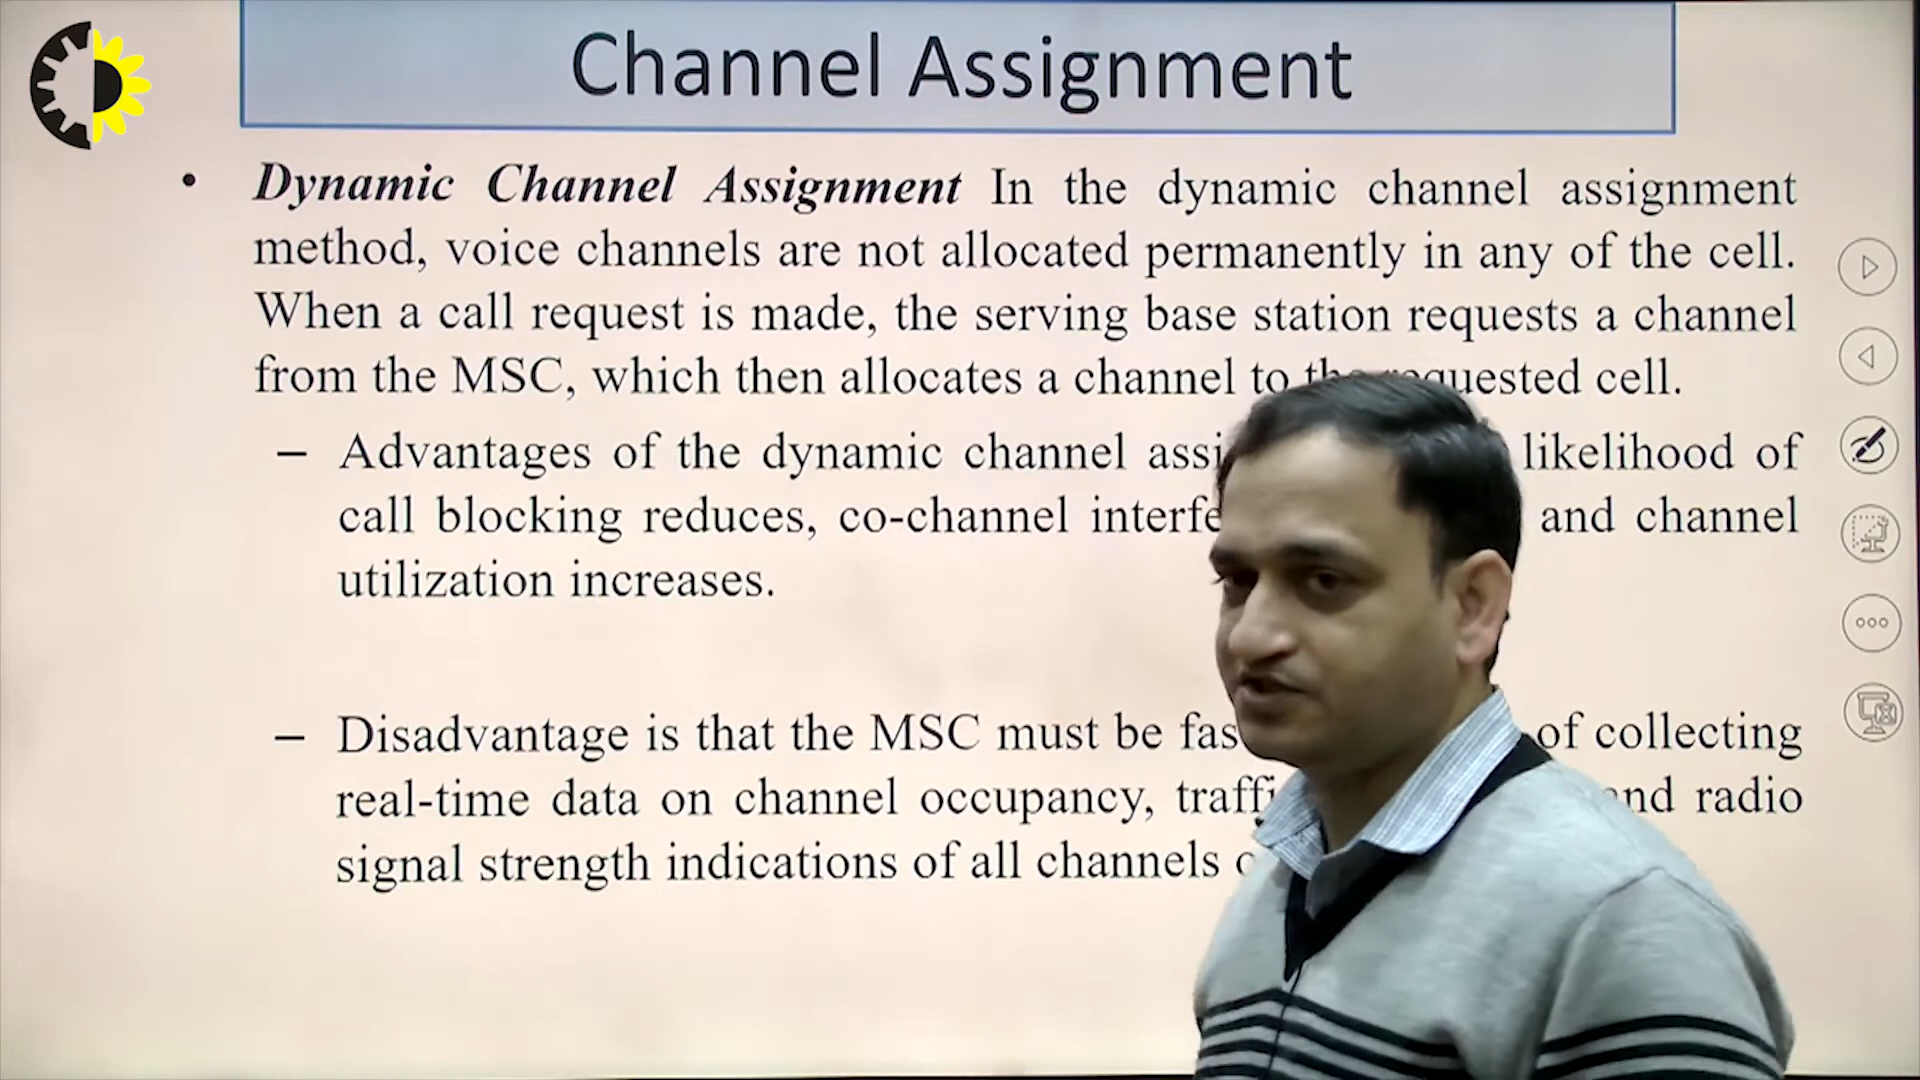 Channel Assignment
• Dynamic Channel Assignment In the dynamic channel assignment
method, voice channels are not allocated permanently in any of the cell.
When a call request is made, the serving base station requests a channel
from the MSC, which then allocates a channel to the requested cell.
– Advantages of the dynamic channel likelihood of
call blocking reduces, co-channel and channel
utilization increases.
– Disadvantage is that the MSC must be of collecting
real-time data on channel occupancy, and radio
signal strength indications of all channels